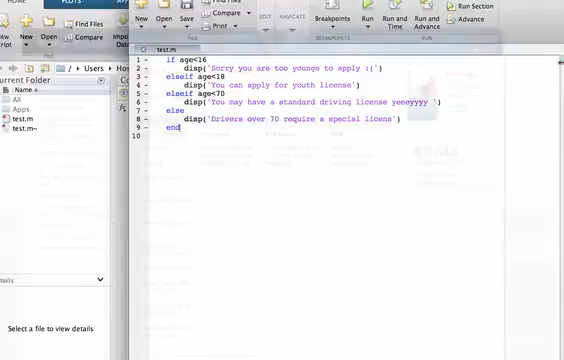 HOME
PLOTS
New
Script
New
Open
Find Files
Compare
Import
Data
FILE
/ Users
Current Folder
Name
All
Apps
test.m
test.m~
Select a file to view details
New
Open
Save
Find Files
Compare
Print
EDIT
NAVIGATE
Breakpoints
Run
Run and
Time
Run and
Advance
Run Section
Advance
FILE
BREAKPOINTS
RUN
test.m
1 if age<16
2 disp('Sorry you are too younge to apply :(')
3 elseif age<18
4 disp('You can apply for youth license')
5 elseif age<70
6 disp('You may have a standard driving license yeeeyyyy ')
7 else
8 disp('Drivers over 70 require a special licens')
9 end
10